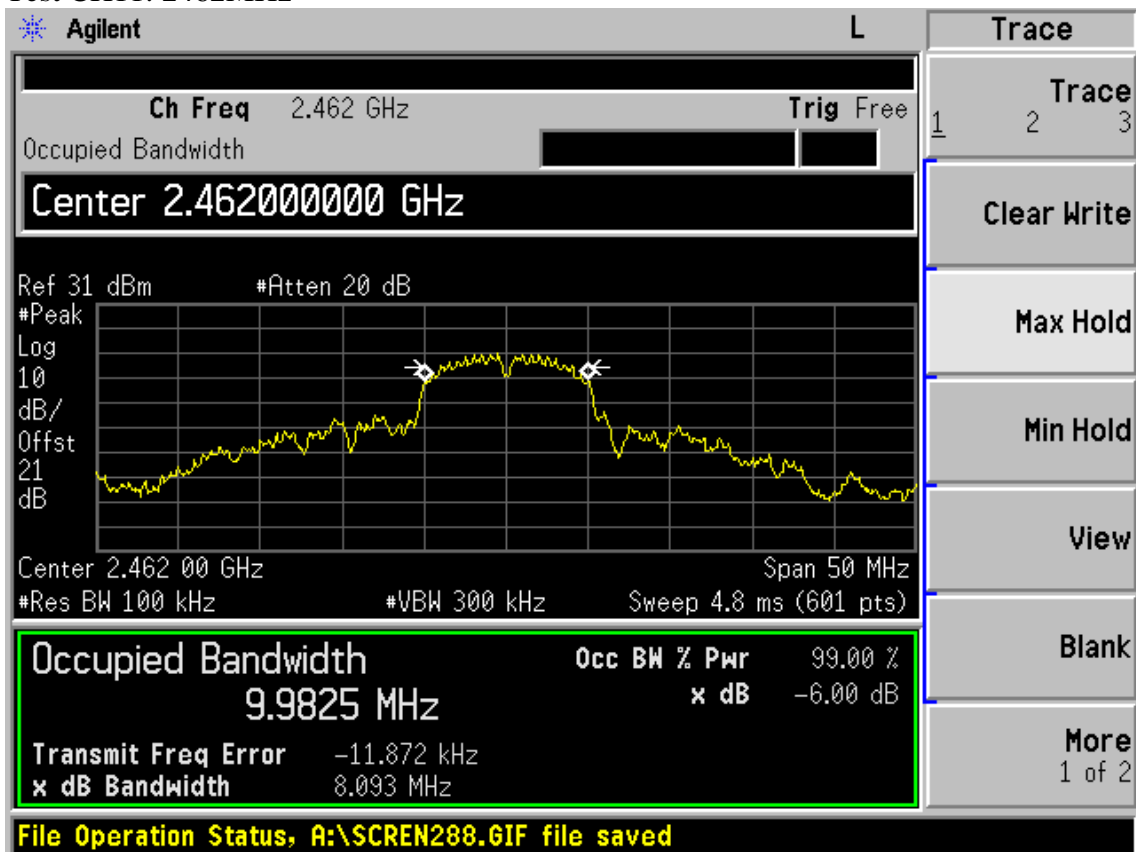 Agilent L Trace
Ch Freq 2.462 GHz Trig Free
Occupied Bandwidth
Center 2.462000000 GHz
Ref 31 dBm #Atten 20 dB
#Peak
Log
10
dB/
Offst
21
dB
Center 2.462 00 GHz Span 50 MHz
#Res BW 100 kHz #VBW 300 kHz Sweep 4.8 ms (601 pts)
Occupied Bandwidth Occ BW % Pwr 99.00 %
9.9825 MHz x dB -6.00 dB
Transmit Freq Error -11.872 kHz
x dB Bandwidth 8.093 MHz
File Operation Status, A:\SCREN288.GIF file saved
Trace
1 2 3
Clear Write
Max Hold
Min Hold
View
Blank
More
1 of 2